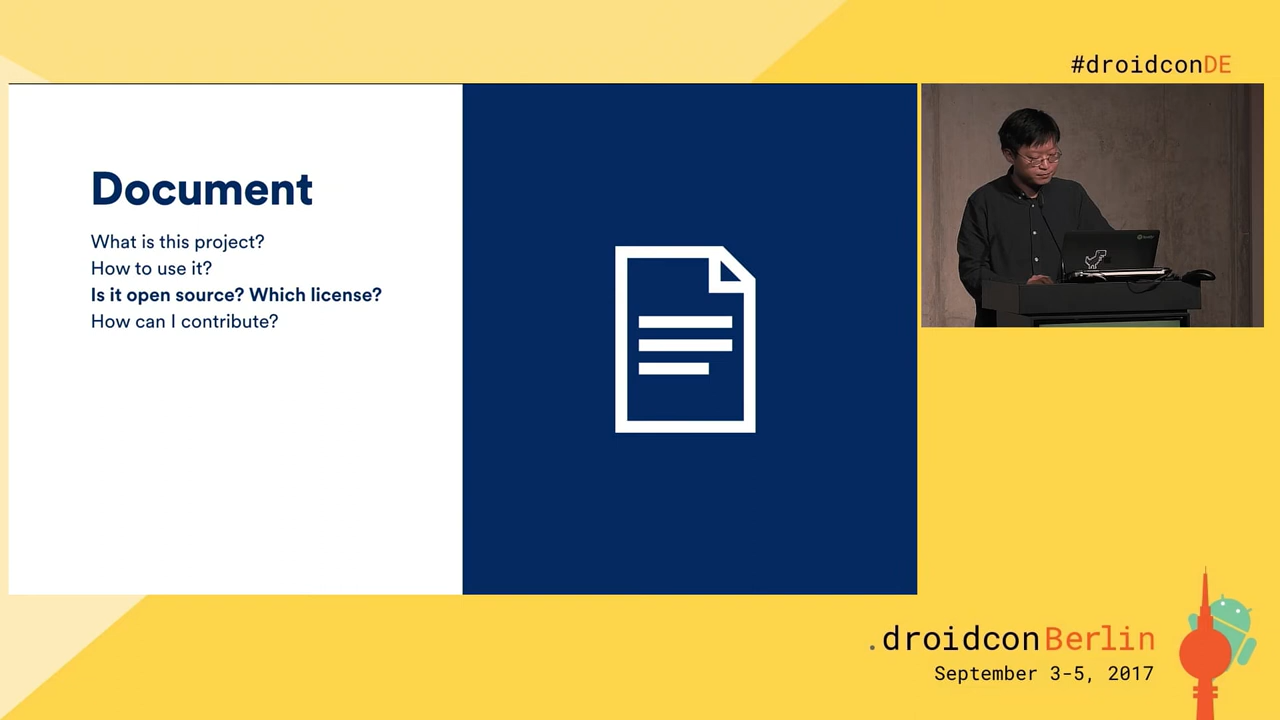 #droidconDE
Document
What is this project?
How to use it?
Is it open source? Which license?
How can I contribute?
.droidconBerlin
September 3-5, 2017